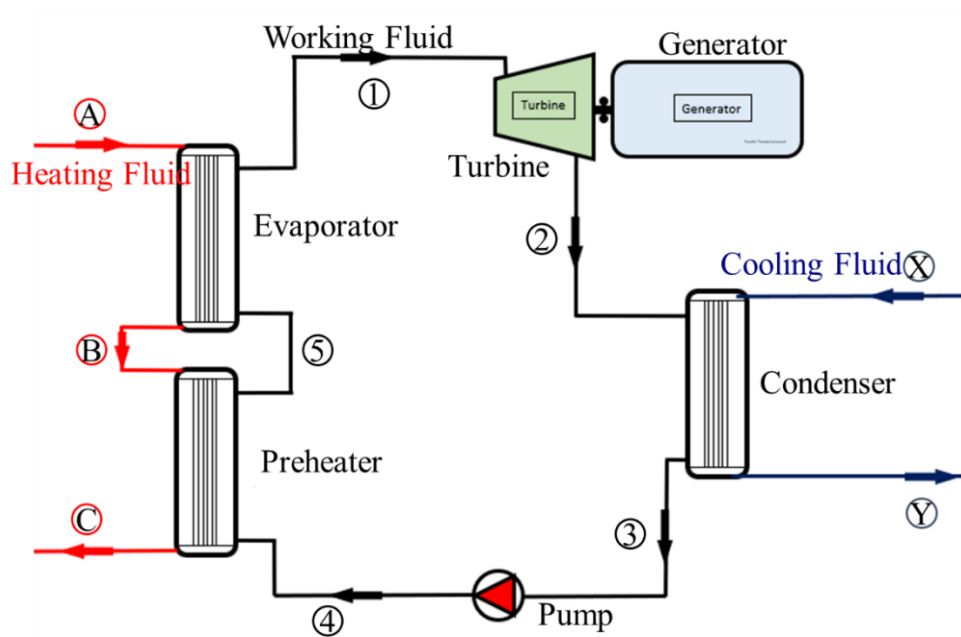 Working Fluid
①
Generator
Turbine
Generator
Turbine
Ⓐ
Heating Fluid
Evaporator
②
Cooling Fluid Ⓧ
Ⓑ
⑤
Condenser
Preheater
Ⓒ
③
Ⓨ
④
Pump